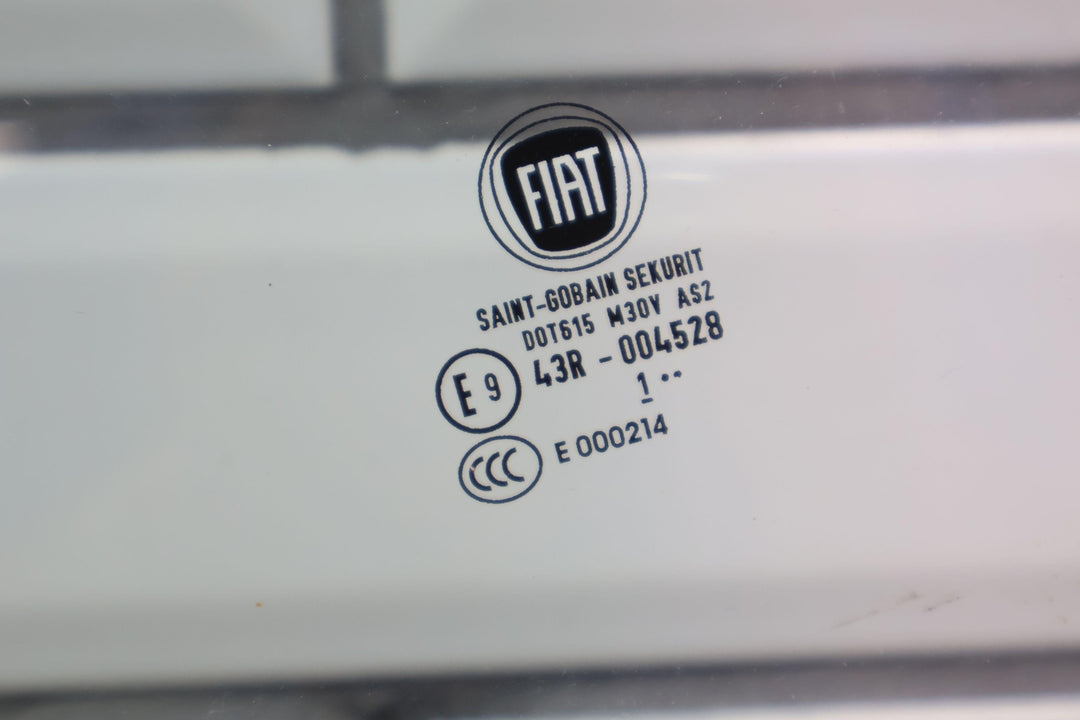 FIAT
SAINT-GOBAIN SEKURIT
DOT615 M30V AS2
E 9 43R - 004528
1 ··
CCC E 000214